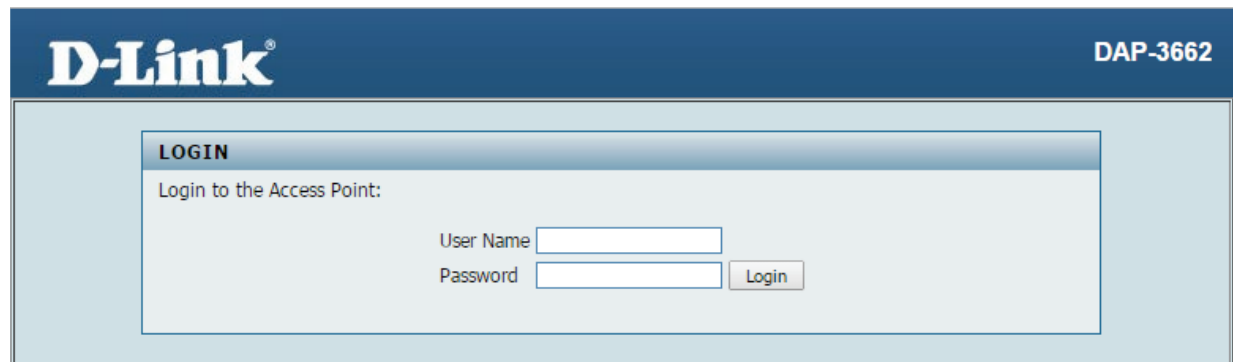 D-Link®
DAP-3662
LOGIN
Login to the Access Point:
User Name
Password Login